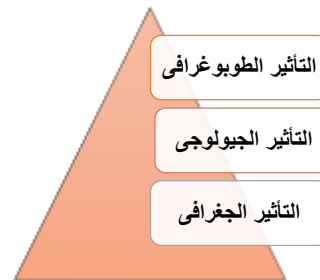 التأثير الطوبوغرافى
التأثير الجيولوجى
التأثير الجغرافى